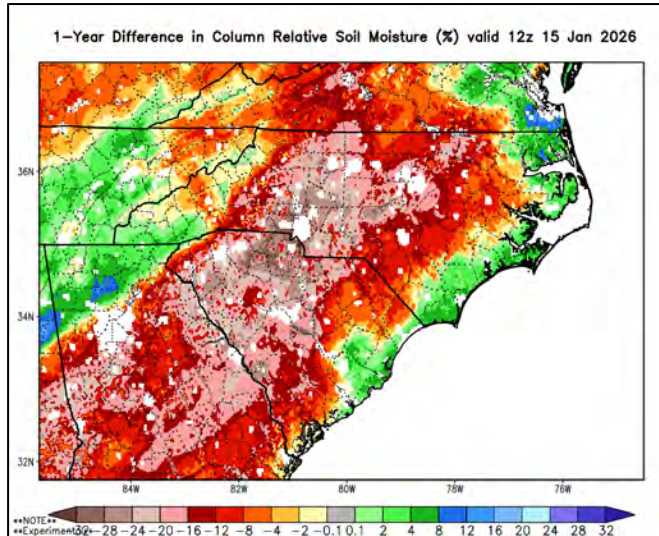 1-Year Difference in Column Relative Soil Moisture (%) valid 12z 15 Jan 2026
36N
34N
32N
84W 82W 80W 78W 76W
**NOTE**
**Experiment -32 -28 -24 -20 -16 -12 -8 -4 -2 -0.1 0.1 2 4 8 12 16 20 24 28 32